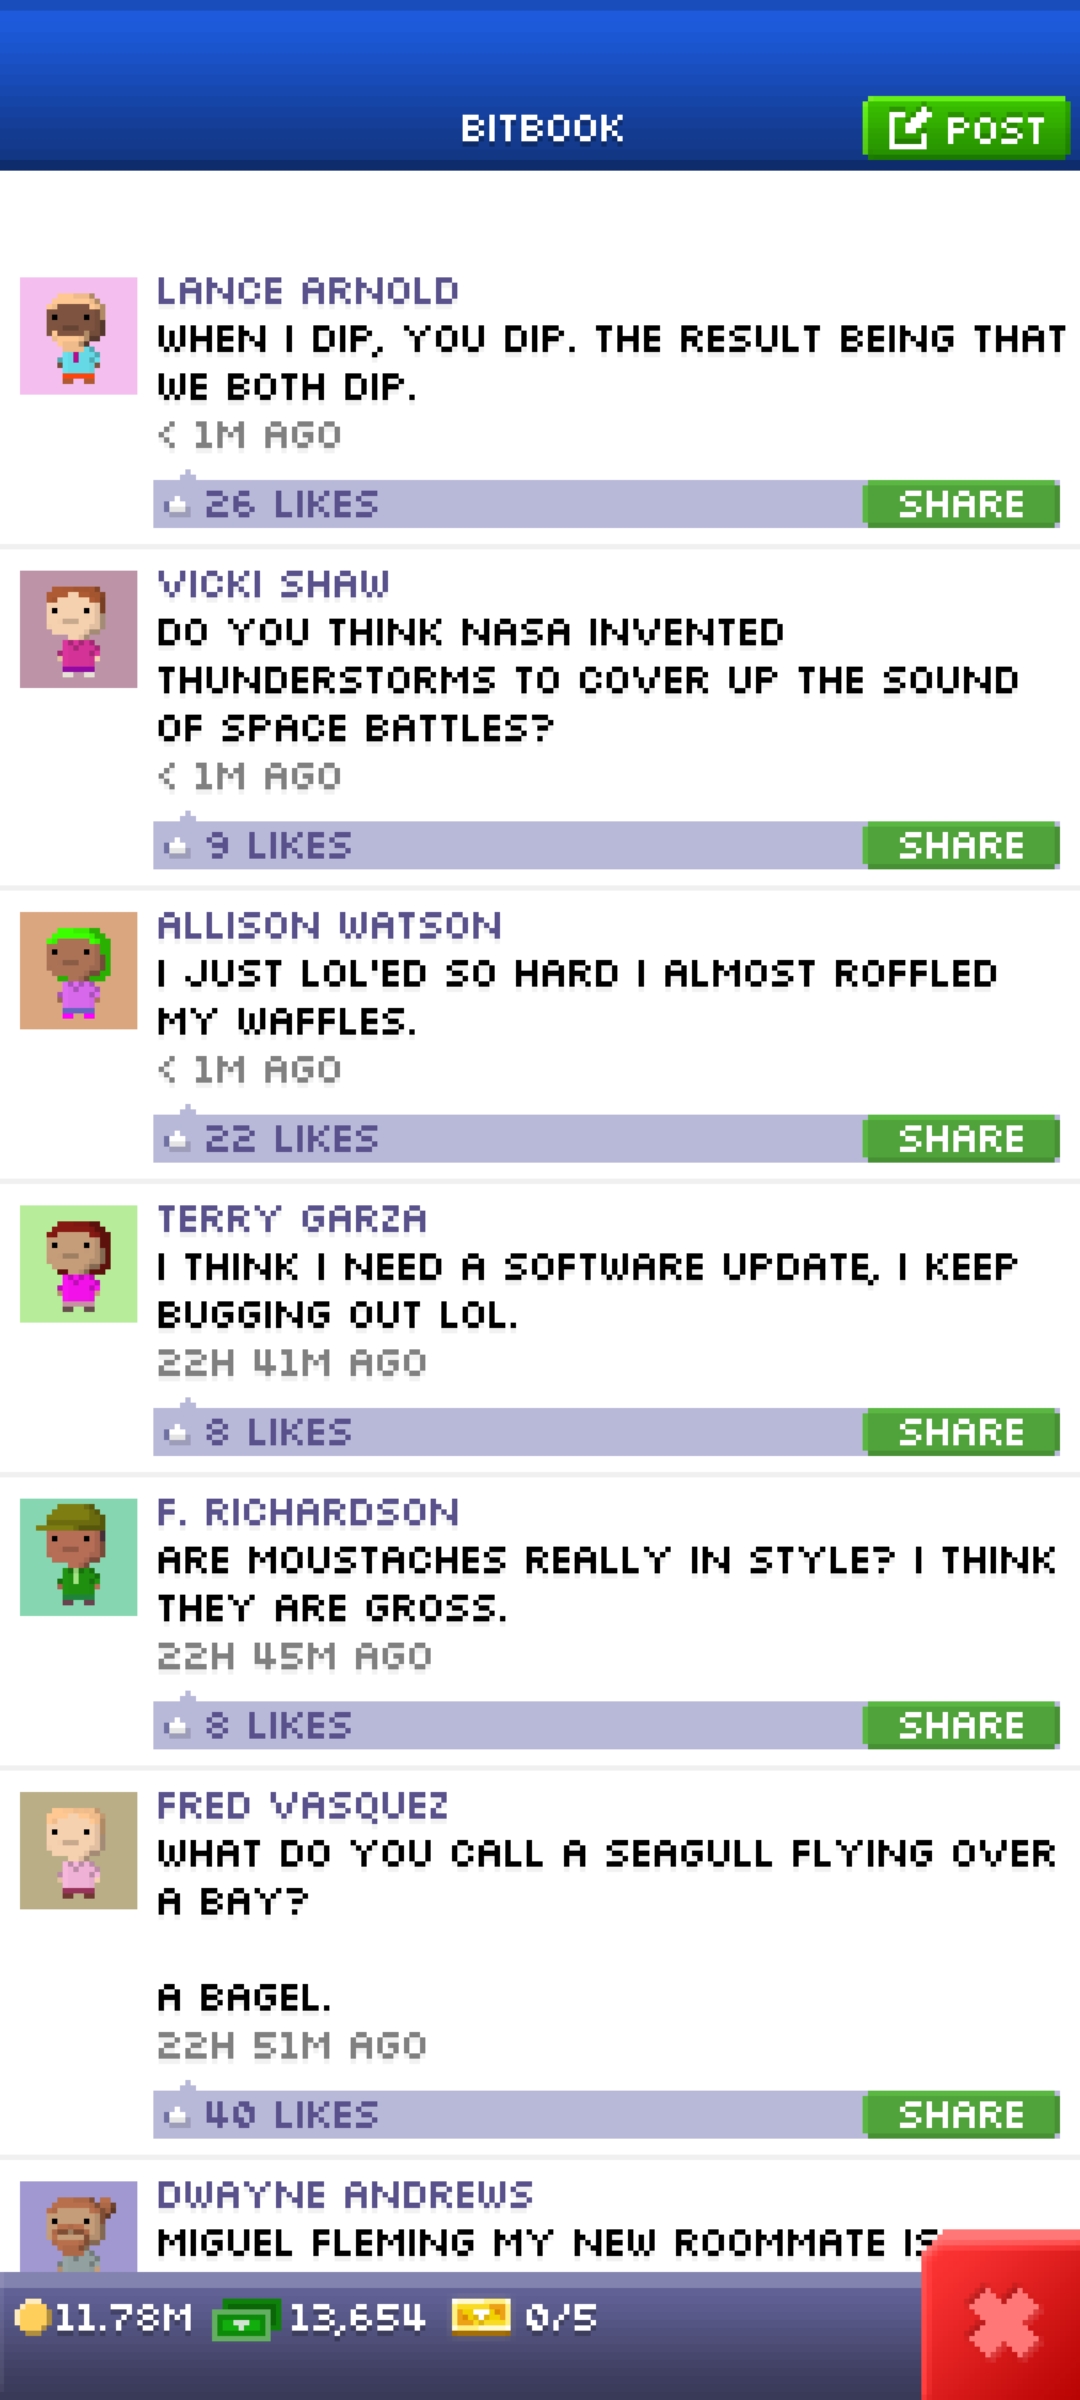 BITBOOK
POST
LANCE ARNOLD
WHEN I DIP, YOU DIP. THE RESULT BEING THAT
WE BOTH DIP.
< 1M AGO
26 LIKES
SHARE
VICKI SHAW
DO YOU THINK NASA INVENTED
THUNDERSTORMS TO COVER UP THE SOUND
OF SPACE BATTLES?
< 1M AGO
9 LIKES
SHARE
ALLISON WATSON
I JUST LOL'ED SO HARD I ALMOST ROFFLED
MY WAFFLES.
< 1M AGO
22 LIKES
SHARE
TERRY GARZA
I THINK I NEED A SOFTWARE UPDATE, I KEEP
BUGGING OUT LOL.
22H 41M AGO
8 LIKES
SHARE
F. RICHARDSON
ARE MOUSTACHES REALLY IN STYLE? I THINK
THEY ARE GROSS.
22H 45M AGO
8 LIKES
SHARE
FRED VASQUEZ
WHAT DO YOU CALL A SEAGULL FLYING OVER
A BAY?
A BAGEL.
22H 51M AGO
40 LIKES
SHARE
DWAYNE ANDREWS
MIGUEL FLEMING MY NEW ROOMMATE IS
11.78M 13,654 0/5